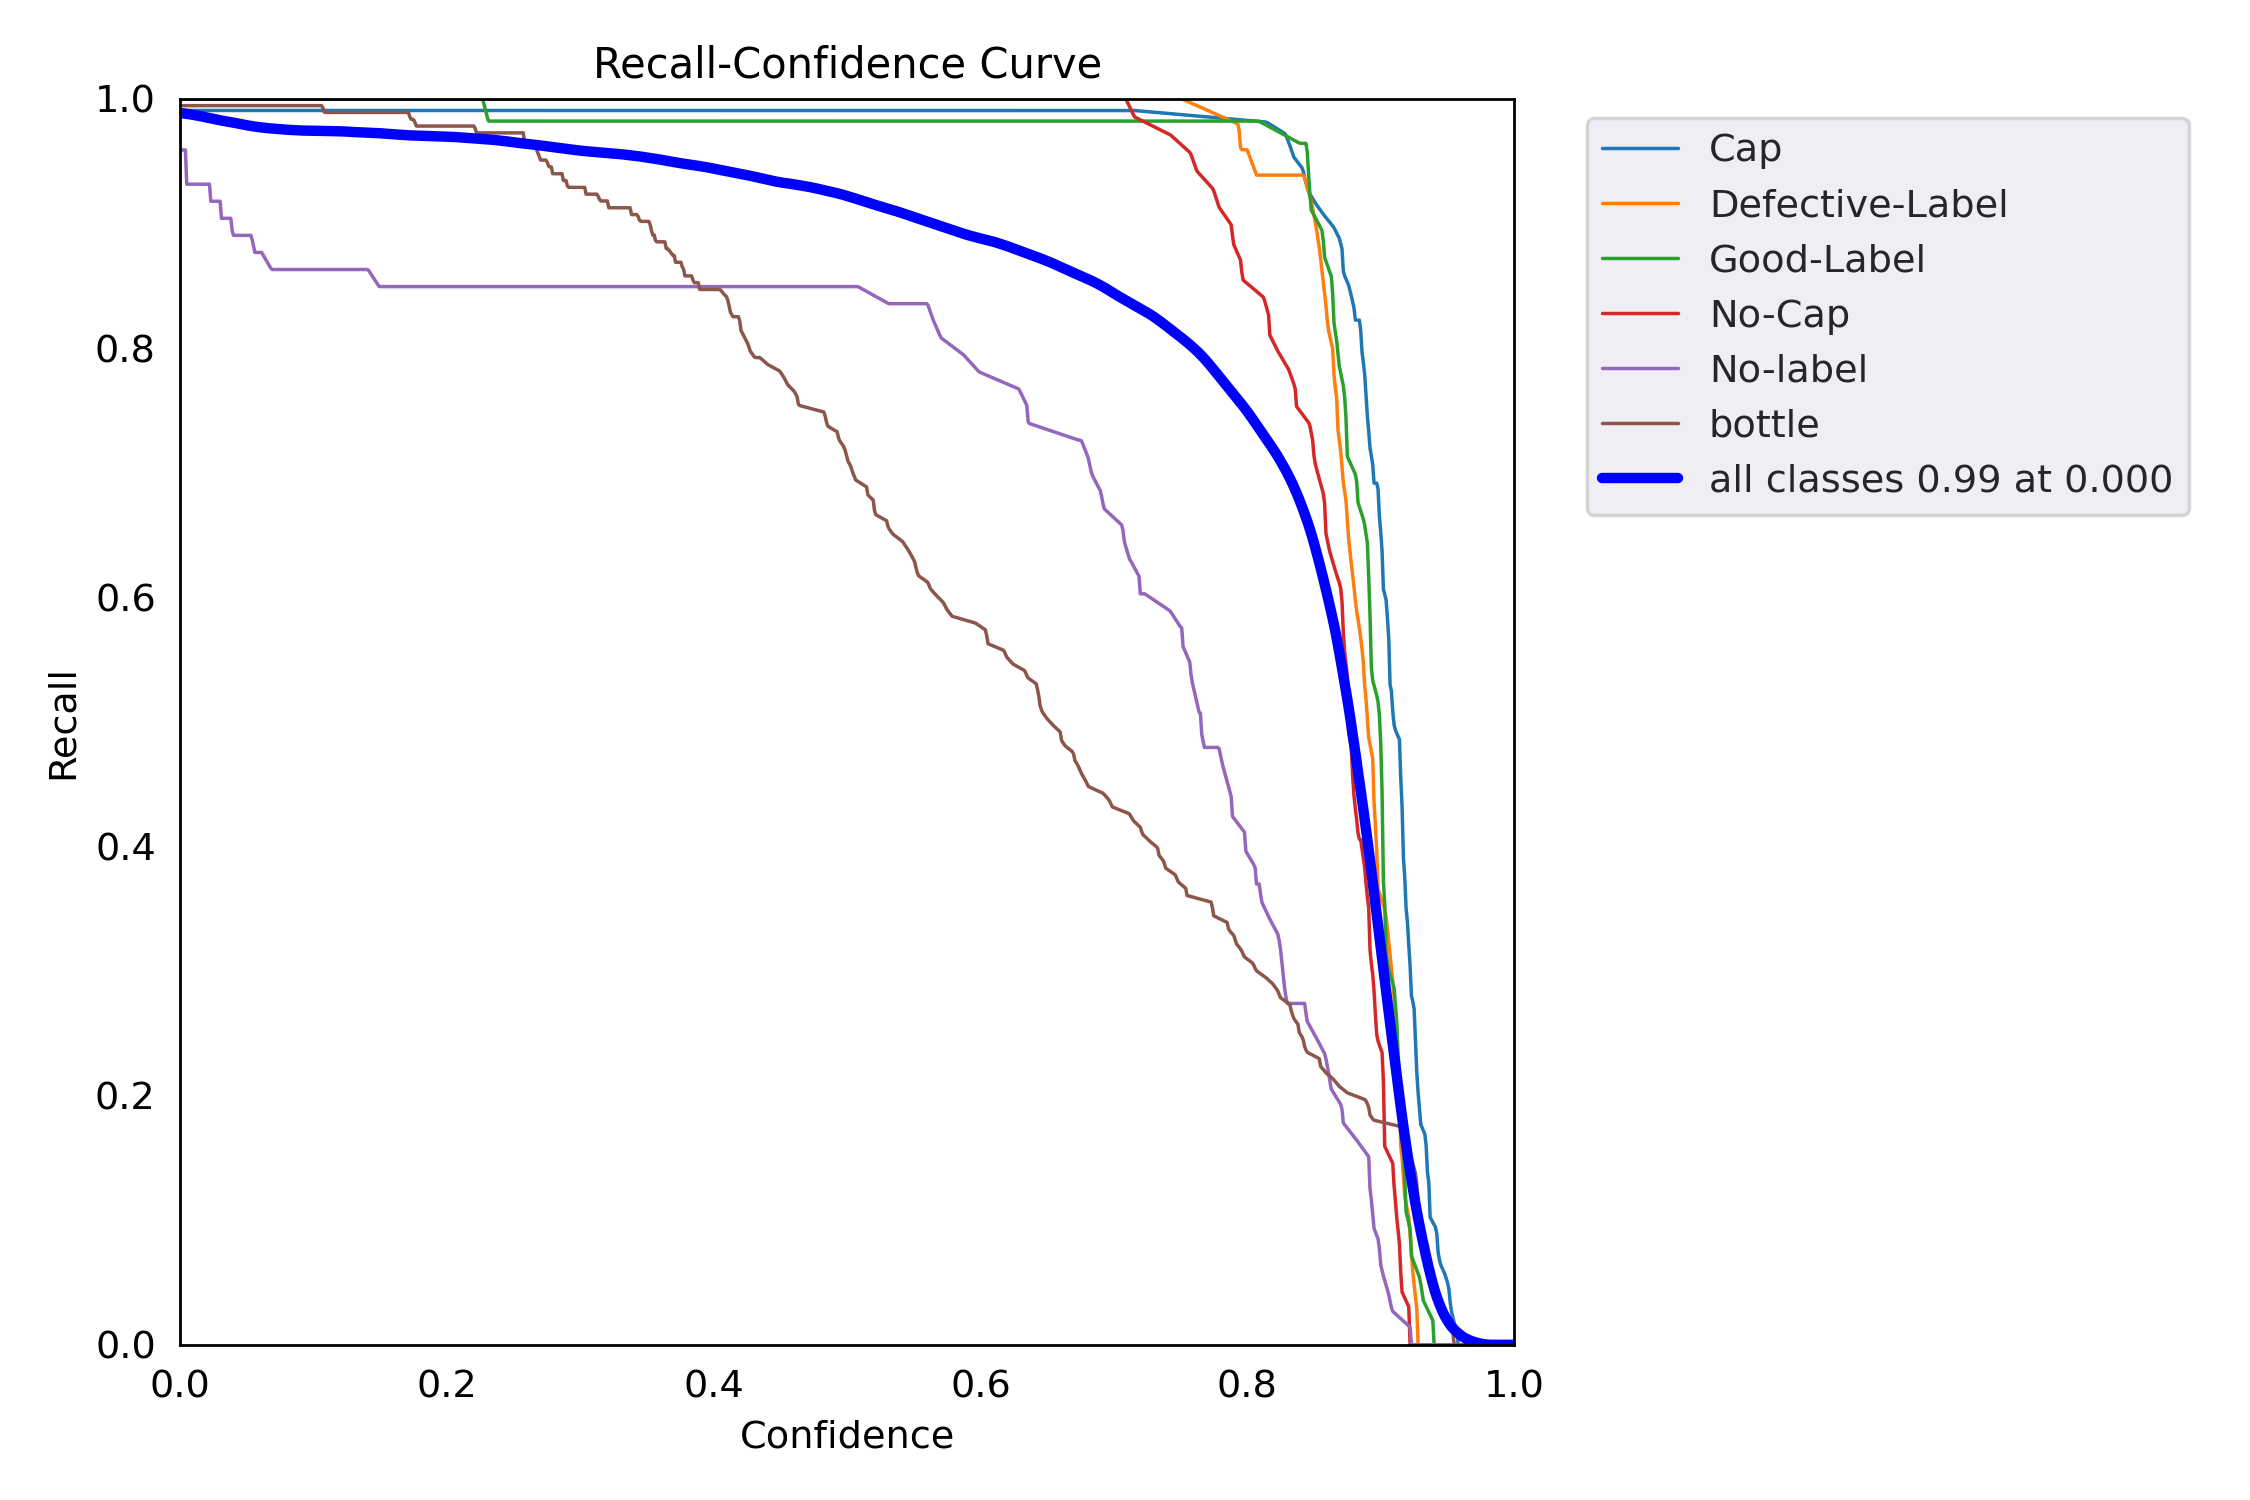 Recall-Confidence Curve
1.0
0.8
0.6
0.4
0.2
0.0
Recall
0.0 0.2 0.4 0.6 0.8 1.0
Confidence
Cap
Defective-Label
Good-Label
No-Cap
No-label
bottle
all classes 0.99 at 0.000